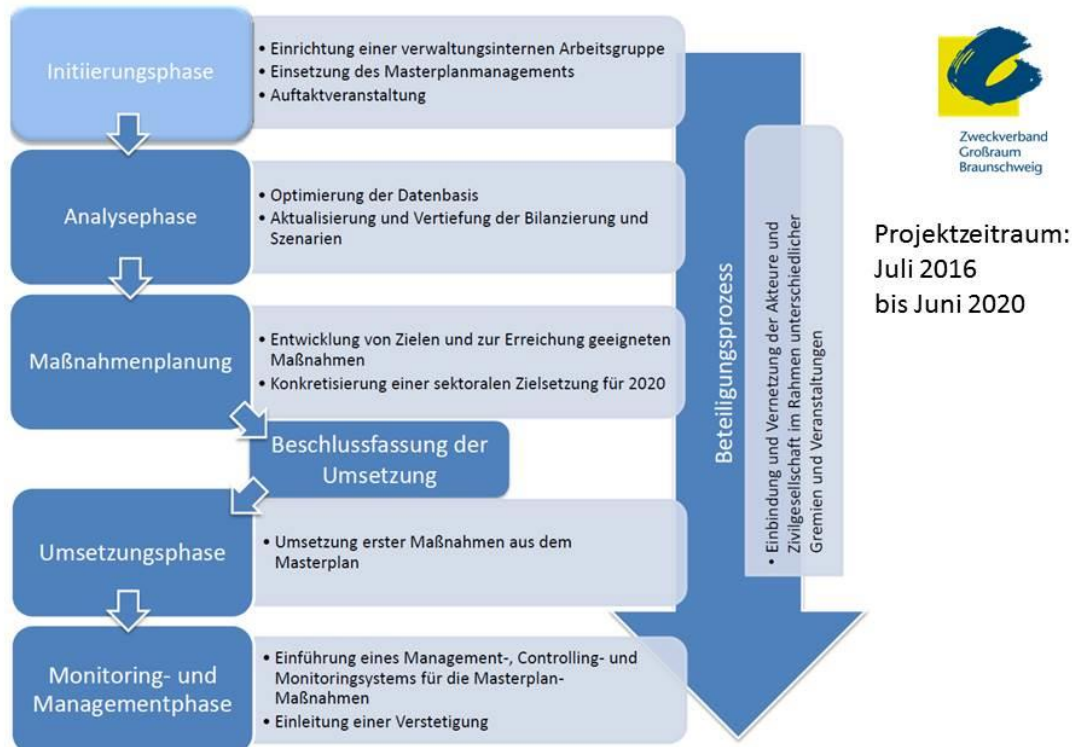 Initiierungsphase
• Einrichtung einer verwaltungsinternen Arbeitsgruppe
• Einsetzung des Masterplanmanagements
• Auftaktveranstaltung
Analysephase
• Optimierung der Datenbasis
• Aktualisierung und Vertiefung der Bilanzierung und
Szenarien
Maßnahmenplanung
• Entwicklung von Zielen und zur Erreichung geeigneten
Maßnahmen
• Konkretisierung einer sektoralen Zielsetzung für 2020
Beschlussfassung der
Umsetzung
Umsetzungsphase
• Umsetzung erster Maßnahmen aus dem
Masterplan
Monitoring- und
Managementphase
• Einführung eines Management-, Controlling- und
Monitoringsystems für die Masterplan-
Maßnahmen
• Einleitung einer Verstetigung
Beteiligungsprozess
• Einbindung und Vernetzung der Akteure und
Zivilgesellschaft im Rahmen unterschiedlicher
Gremien und Veranstaltungen
Zweckverband
Großraum
Braunschweig
Projektzeitraum:
Juli 2016
bis Juni 2020